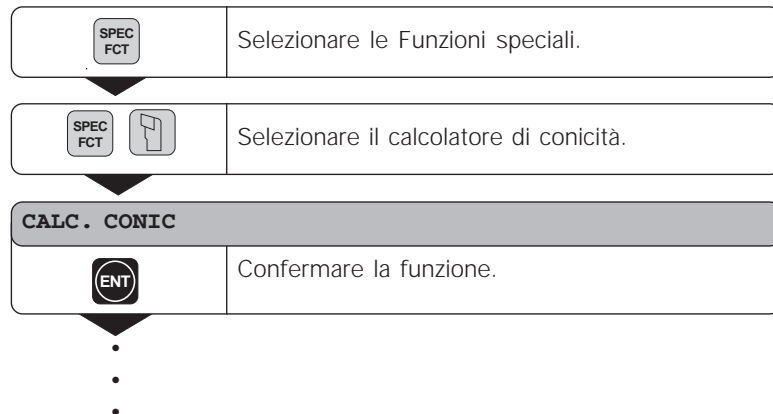 SPEC
FCT
Selezionare le Funzioni speciali.
SPEC
FCT
Selezionare il calcolatore di conicità.
CALC. CONIC
ENT
Confermare la funzione.